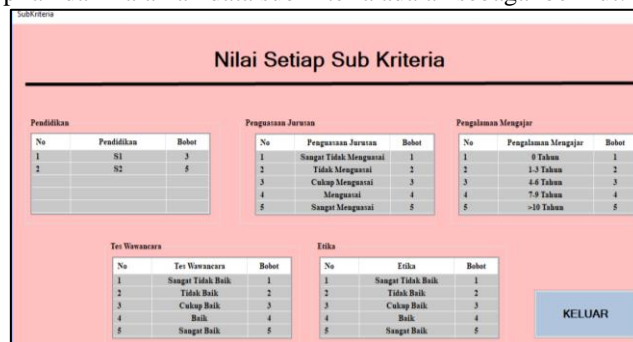 SubKriteria
Nilai Setiap Sub Kriteria
Pendidikan
No Pendidikan Bobot
1 S1 3
2 S2 5
Penguasaan Jurusan
No Penguasaan Jurusan Bobot
1 Sangat Tidak Menguasai 1
2 Tidak Menguasai 2
3 Cukup Menguasai 3
4 Menguasai 4
5 Sangat Menguasai 5
Pengalaman Mengajar
No Pengalaman Mengajar Bobot
1 0 Tahun 1
2 1-3 Tahun 2
3 4-6 Tahun 3
4 7-9 Tahun 4
5 >10 Tahun 5
Tes Wawancara
No Tes Wawancara Bobot
1 Sangat Tidak Baik 1
2 Tidak Baik 2
3 Cukup Baik 3
4 Baik 4
5 Sangat Baik 5
Etika
No Etika Bobot
1 Sangat Tidak Baik 1
2 Tidak Baik 2
3 Cukup Baik 3
4 Baik 4
5 Sangat Baik 5
KELUAR